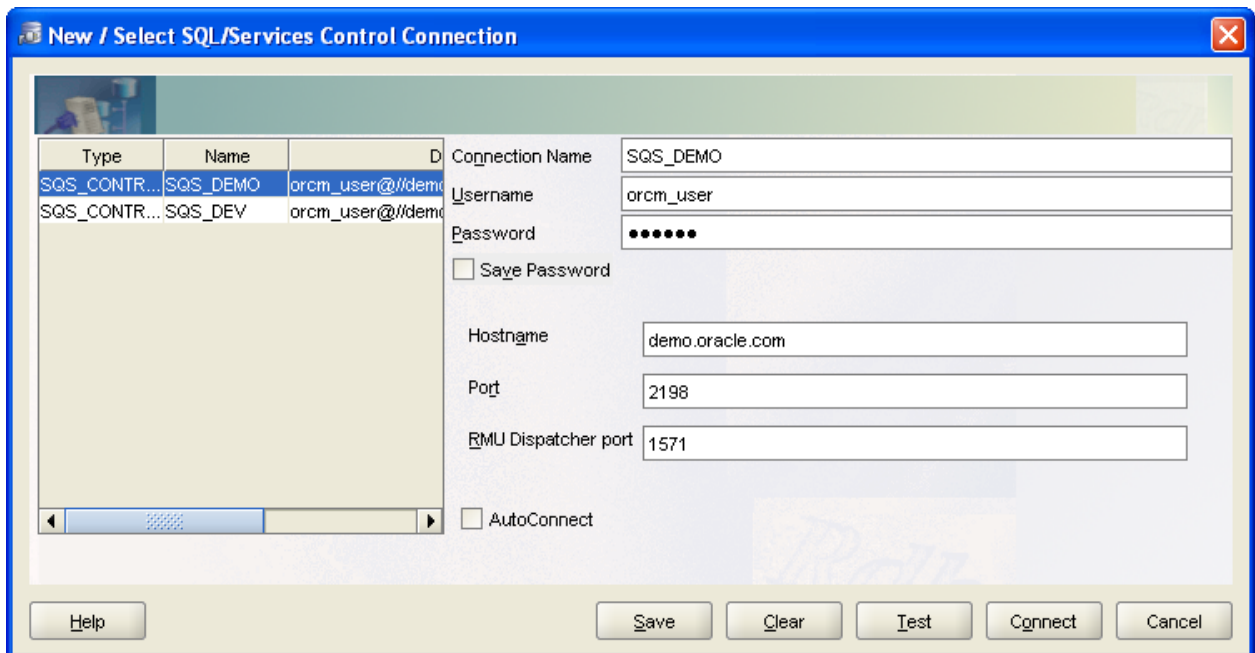 New / Select SQL/Services Control Connection
Type Name D
SQS_CONTR... SQS_DEMO orcm_user@//demo
SQS_CONTR... SQS_DEV orcm_user@//demo
Connection Name SQS_DEMO
Username orcm_user
Password ●●●●●●
Save Password
Hostname demo.oracle.com
Port 2198
RMU Dispatcher port 1571
AutoConnect
Help Save Clear Test Connect Cancel